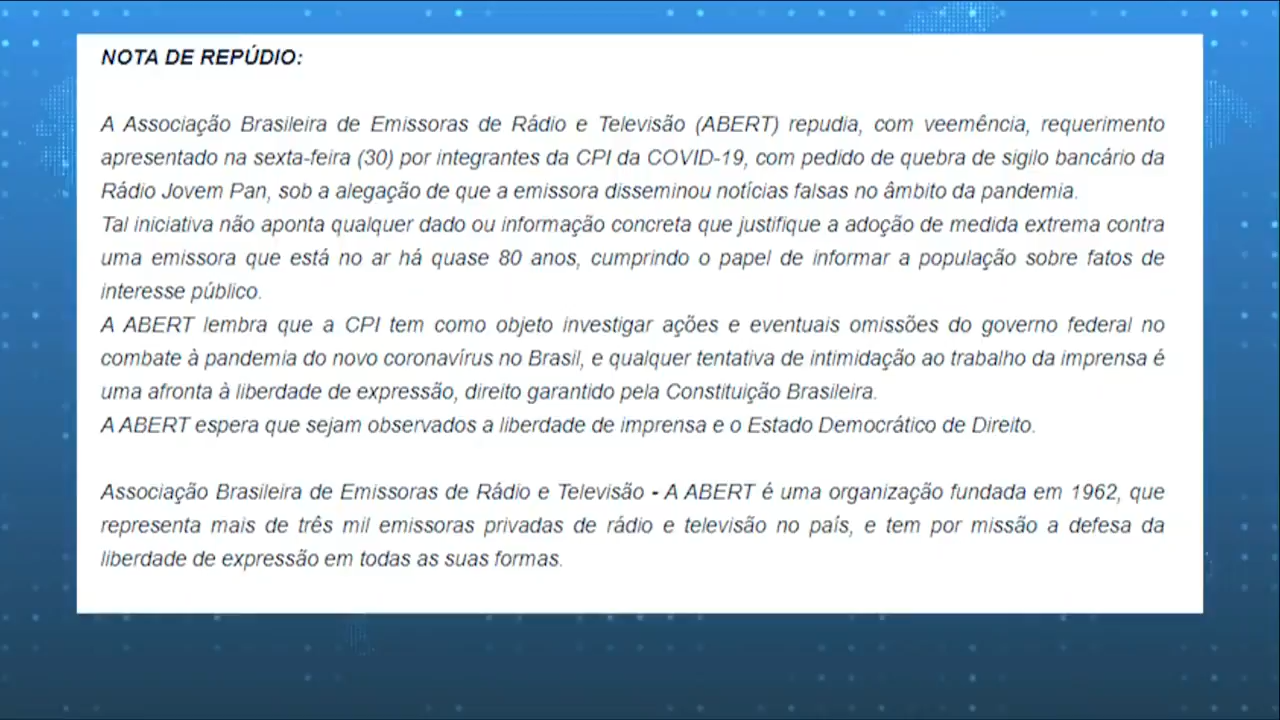 NOTA DE REPÚDIO:
A Associação Brasileira de Emissoras de Rádio e Televisão (ABERT) repudia, com veemência, requerimento
apresentado na sexta-feira (30) por integrantes da CPI da COVID-19, com pedido de quebra de sigilo bancário da
Rádio Jovem Pan, sob a alegação de que a emissora disseminou notícias falsas no âmbito da pandemia.
Tal iniciativa não aponta qualquer dado ou informação concreta que justifique a adoção de medida extrema contra
uma emissora que está no ar há quase 80 anos, cumprindo o papel de informar a população sobre fatos de
interesse público.
A ABERT lembra que a CPI tem como objeto investigar ações e eventuais omissões do governo federal no
combate à pandemia do novo coronavírus no Brasil, e qualquer tentativa de intimidação ao trabalho da imprensa é
uma afronta à liberdade de expressão, direito garantido pela Constituição Brasileira.
A ABERT espera que sejam observados a liberdade de imprensa e o Estado Democrático de Direito.
Associação Brasileira de Emissoras de Rádio e Televisão - A ABERT é uma organização fundada em 1962, que
representa mais de três mil emissoras privadas de rádio e televisão no país, e tem por missão a defesa da
liberdade de expressão em todas as suas formas.